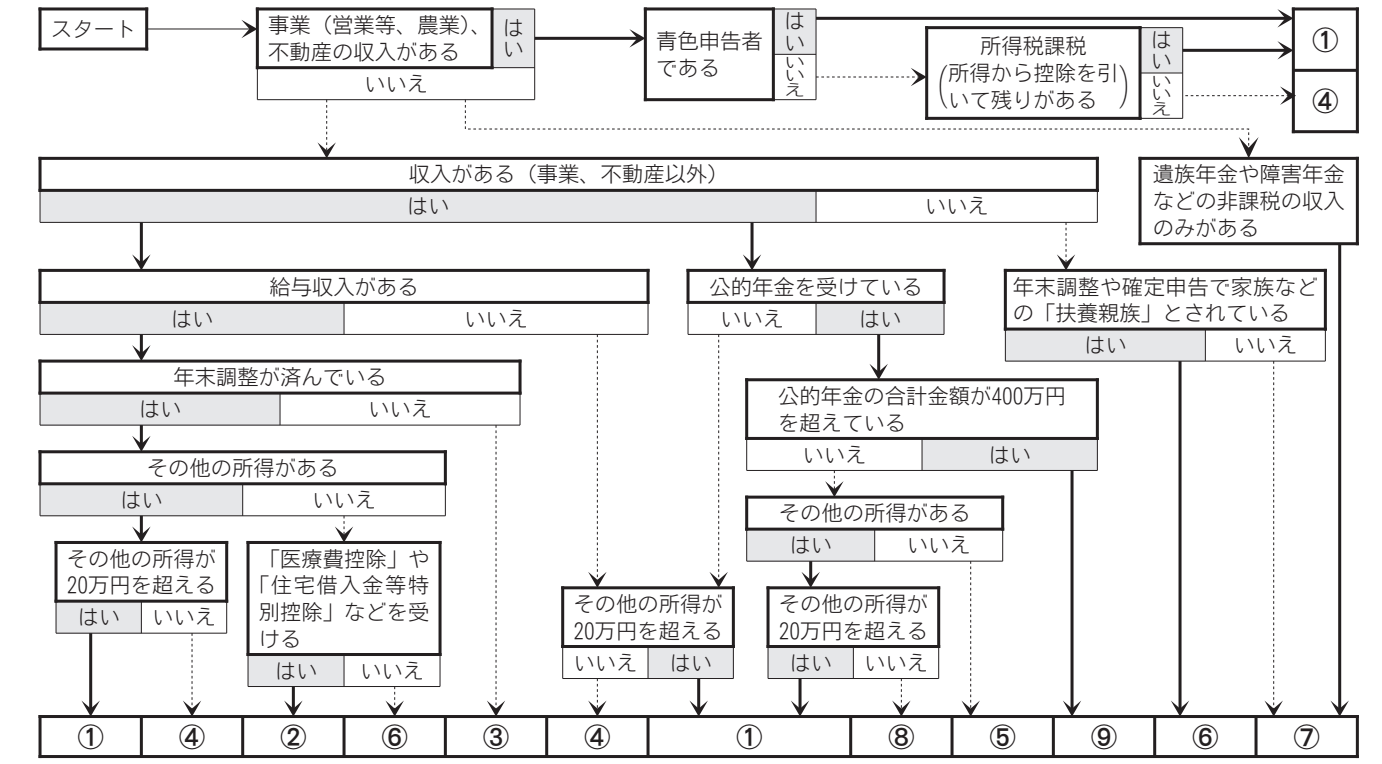 スタート
事業（営業等、農業）、
不動産の収入がある
はい
いいえ
青色申告者
である
はい
いいえ
所得税課税
（所得から控除を引
いて残りがある）
はい
いいえ
①
④
収入がある（事業、不動産以外）
はい
いいえ
遺族年金や障害年金
などの非課税の収入
のみがある
給与収入がある
はい
いいえ
公的年金を受けている
いいえ
はい
年末調整や確定申告で家族など
の「扶養親族」とされている
はい
いいえ
年末調整が済んでいる
はい
いいえ
公的年金の合計金額が400万円
を超えている
いいえ
はい
その他の所得がある
はい
いいえ
その他の所得がある
はい
いいえ
その他の所得が
20万円を超える
はい
いいえ
「医療費控除」や
「住宅借入金等特
別控除」などを受
ける
はい
いいえ
その他の所得が
20万円を超える
いいえ
はい
その他の所得が
20万円を超える
はい
いいえ
① ④ ② ⑥ ③ ④ ① ⑧ ⑤ ⑨ ⑥ ⑦